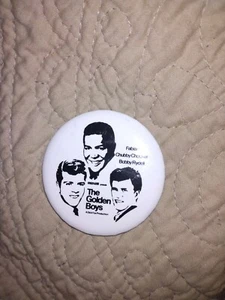 Fabian
Chubby Checker
Bobby Rydell
The
Golden
Boys